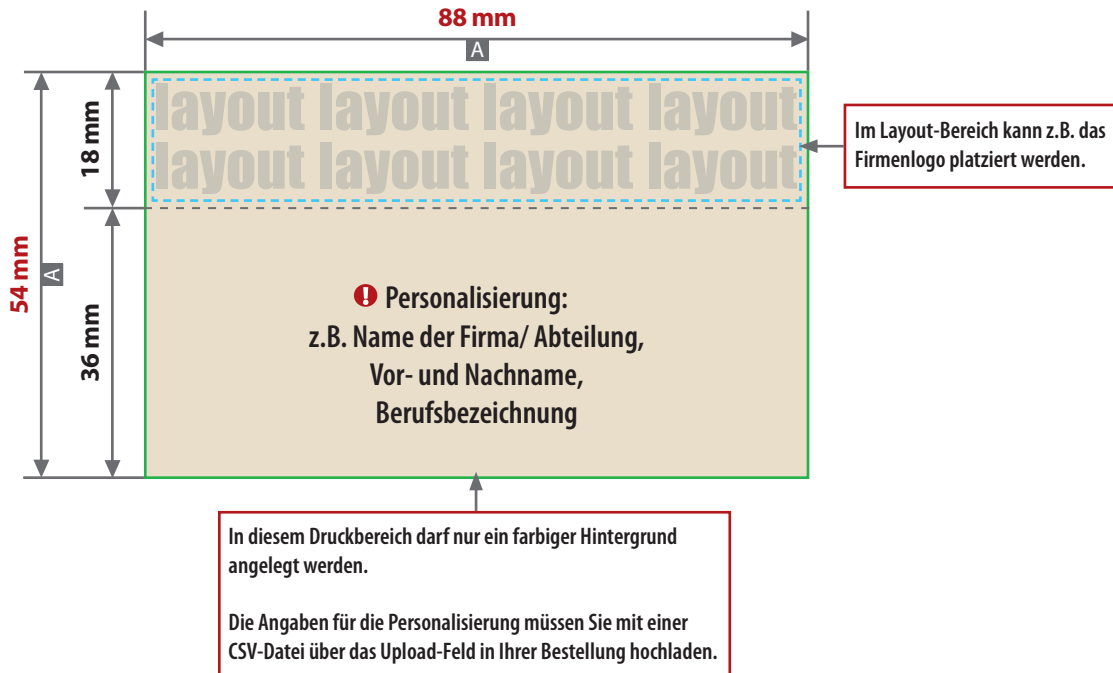 88 mm
A
layout layout layout layout
layout layout layout layout
18 mm
Im Layout-Bereich kann z.B. das
Firmenlogo platziert werden.
54 mm
A
36 mm
! Personalisierung:
z.B. Name der Firma/ Abteilung,
Vor- und Nachname,
Berufsbezeichnung
In diesem Druckbereich darf nur ein farbiger Hintergrund
angelegt werden.
Die Angaben für die Personalisierung müssen Sie mit einer
CSV-Datei über das Upload-Feld in Ihrer Bestellung hochladen.